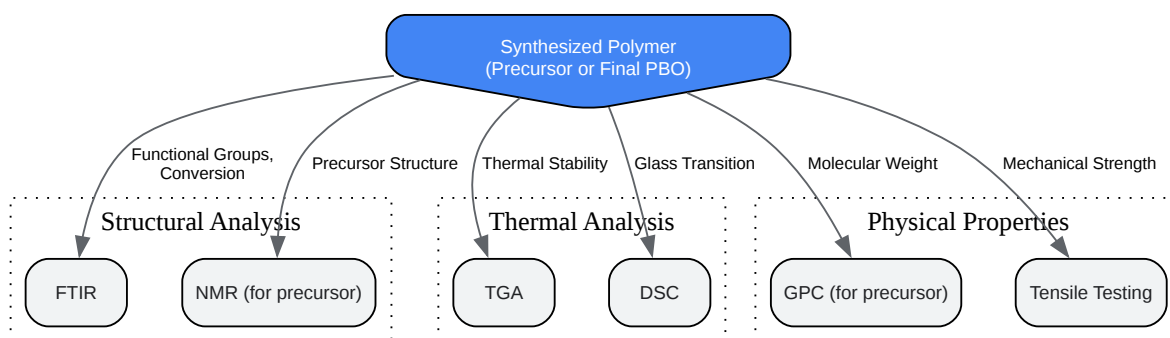 Synthesized Polymer
(Precursor or Final PBO)
Functional Groups,
Conversion
Precursor Structure
Thermal Stability
Glass Transition
Molecular Weight
Mechanical Strength
Structural Analysis
Thermal Analysis
Physical Properties
FTIR
NMR (for precursor)
TGA
DSC
GPC (for precursor)
Tensile Testing